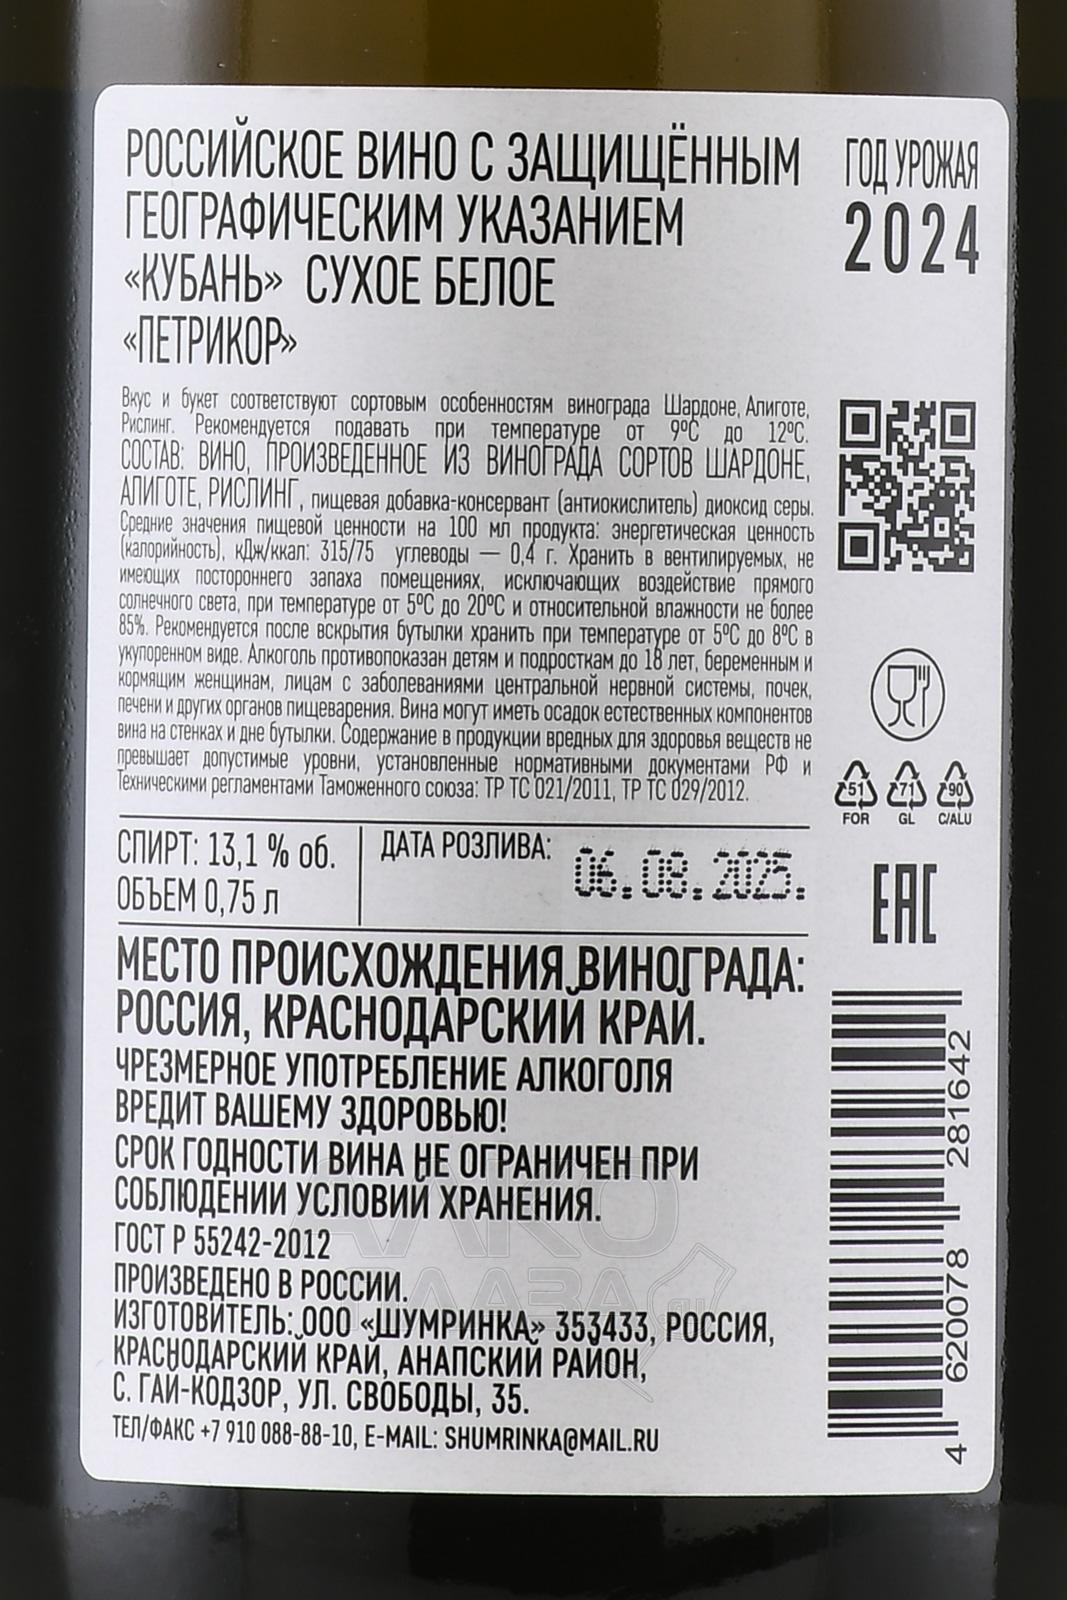 РОССИЙСКОЕ ВИНО С ЗАЩИЩЁННЫМ
ГЕОГРАФИЧЕСКИМ УКАЗАНИЕМ
«КУБАНЬ» СУХОЕ БЕЛОЕ
«ПЕТРИКОР»
ГОД УРОЖАЯ
2024
Вкус и букет соответствуют сортовым особенностям винограда Шардоне, Алиготе,
Рислинг. Рекомендуется подавать при температуре от 9°С до 12°С.
СОСТАВ: ВИНО, ПРОИЗВЕДЕННОЕ ИЗ ВИНОГРАДА СОРТОВ ШАРДОНЕ,
АЛИГОТЕ, РИСЛИНГ, пищевая добавка-консервант (антиокислитель) диоксид серы.
Средние значения пищевой ценности на 100 мл продукта: энергетическая ценность
(калорийность), кДж/ккал: 315/75 углеводы — 0,4 г. Хранить в вентилируемых, не
имеющих постороннего запаха помещениях, исключающих воздействие прямого
солнечного света, при температуре от 5°С до 20°С и относительной влажности не более
85%. Рекомендуется после вскрытия бутылки хранить при температуре от 5°С до 8°С в
укупоренном виде. Алкоголь противопоказан детям и подросткам до 18 лет, беременным и
кормящим женщинам, лицам с заболеваниями центральной нервной системы, почек,
печени и других органов пищеварения. Вина могут иметь осадок естественных компонентов
вина на стенках и дне бутылки. Содержание в продукции вредных для здоровья веществ не
превышает допустимые уровни, установленные нормативными документами РФ и
Техническими регламентами Таможенного союза: ТР ТС 021/2011, ТР ТС 029/2012.
51 71 90
FOR GL C/ALU
EAC
СПИРТ: 13,1 % об.
ОБЪЕМ 0,75 л
ДАТА РОЗЛИВА: 06.08.2025.
МЕСТО ПРОИСХОЖДЕНИЯ ВИНОГРАДА:
РОССИЯ, КРАСНОДАРСКИЙ КРАЙ.
ЧРЕЗМЕРНОЕ УПОТРЕБЛЕНИЕ АЛКОГОЛЯ
ВРЕДИТ ВАШЕМУ ЗДОРОВЬЮ!
СРОК ГОДНОСТИ ВИНА НЕ ОГРАНИЧЕН ПРИ
СОБЛЮДЕНИИ УСЛОВИЙ ХРАНЕНИЯ.
ГОСТ Р 55242-2012
ПРОИЗВЕДЕНО В РОССИИ.
ИЗГОТОВИТЕЛЬ: ООО «ШУМРИНКА» 353433, РОССИЯ,
КРАСНОДАРСКИЙ КРАЙ, АНАПСКИЙ РАЙОН,
С. ГАЙ-КОДЗОР, УЛ. СВОБОДЫ, 35.
ТЕЛ/ФАКС +7 910 088-88-10, E-MAIL: SHUMRINKA@MAIL.RU
4 620078 281642
АЛКО
ПЛАЗА
.ru